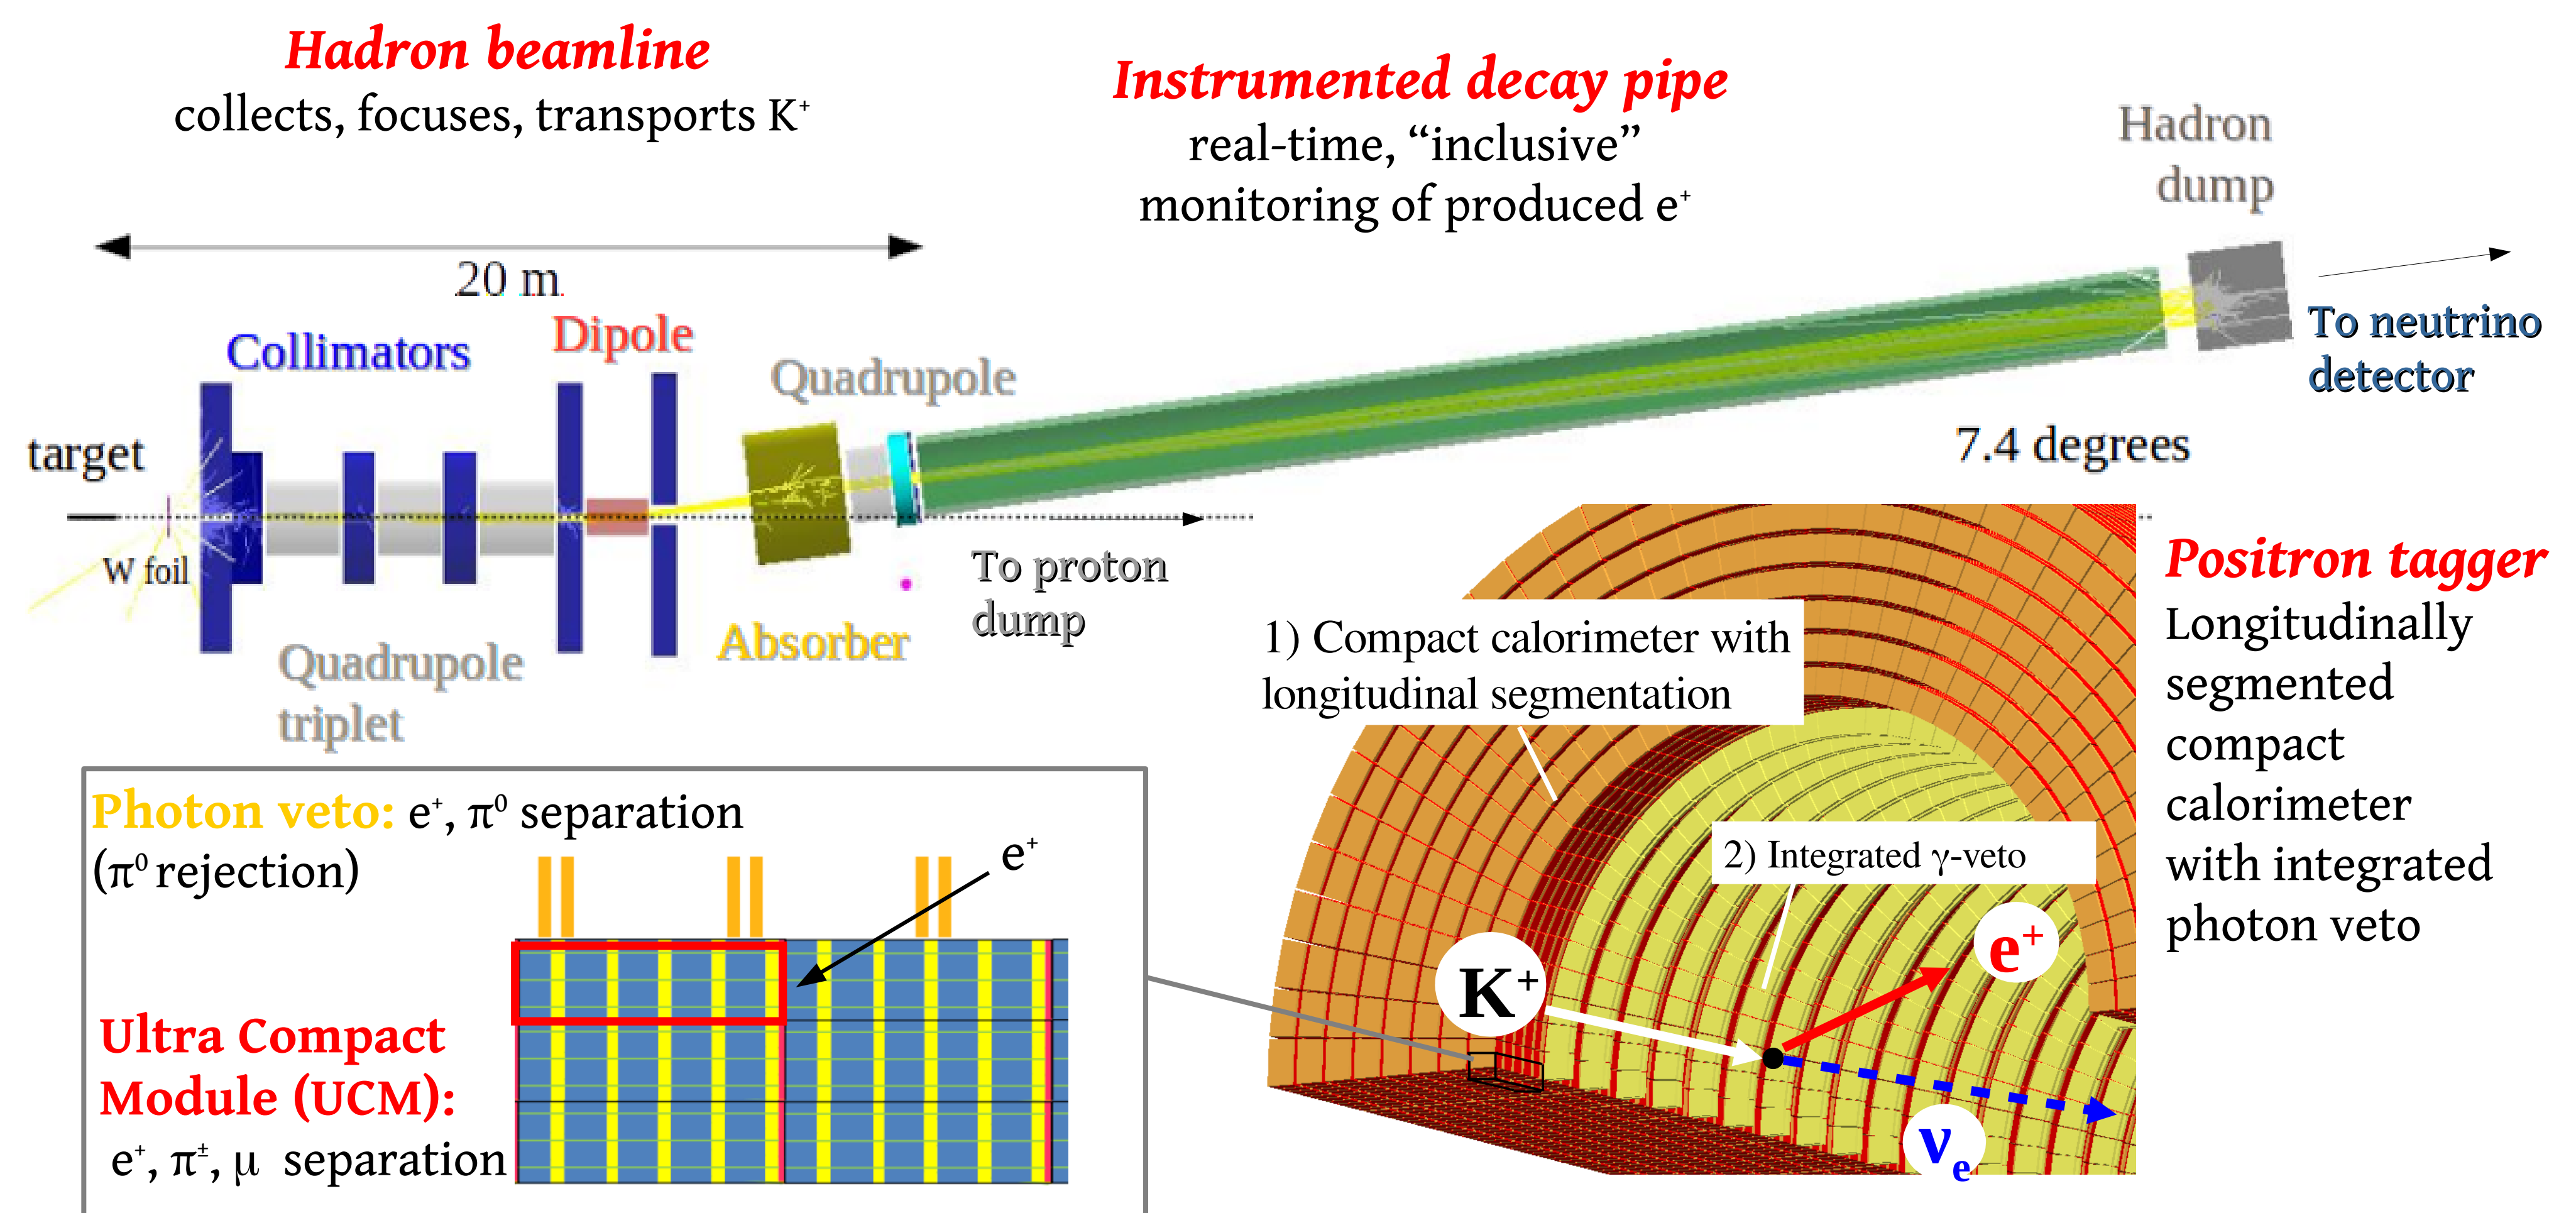 Hadron beamline
collects, focuses, transports K⁺
Instrumented decay pipe
real-time, “inclusive”
monitoring of produced e⁺
Hadron
dump
20 m
Collimators
Dipole
Quadrupole
To neutrino
detector
target
7.4 degrees
W foil
To proton
dump
Absorber
Quadrupole
triplet
Positron tagger
Longitudinally
segmented
compact
calorimeter
with integrated
photon veto
1) Compact calorimeter with
longitudinal segmentation
2) Integrated γ-veto
K⁺
e⁺
νₑ
Photon veto: e⁺, π⁰ separation
(π⁰ rejection)
e⁺
Ultra Compact
Module (UCM):
e⁺, π±, μ separation